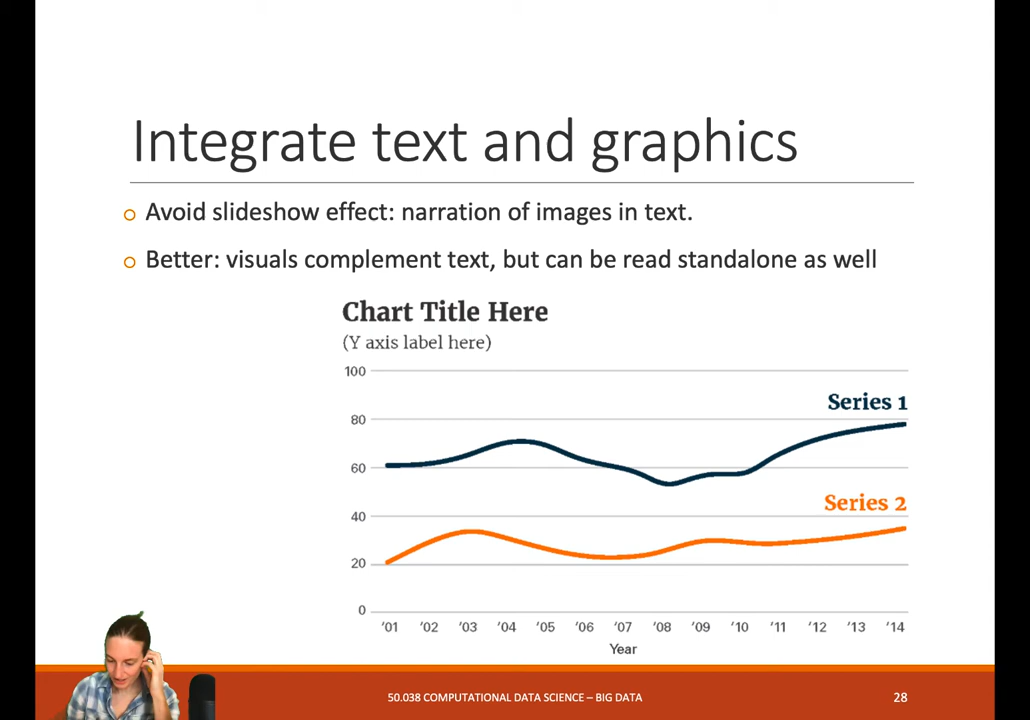 Integrate text and graphics
Avoid slideshow effect: narration of images in text.
Better: visuals complement text, but can be read standalone as well
Chart Title Here
(Y axis label here)
100
80
60
40
20
0
Series 1
Series 2
'01 '02 '03 '04 '05 '06 '07 '08 '09 '10 '11 '12 '13 '14
Year
50.038 COMPUTATIONAL DATA SCIENCE – BIG DATA
28